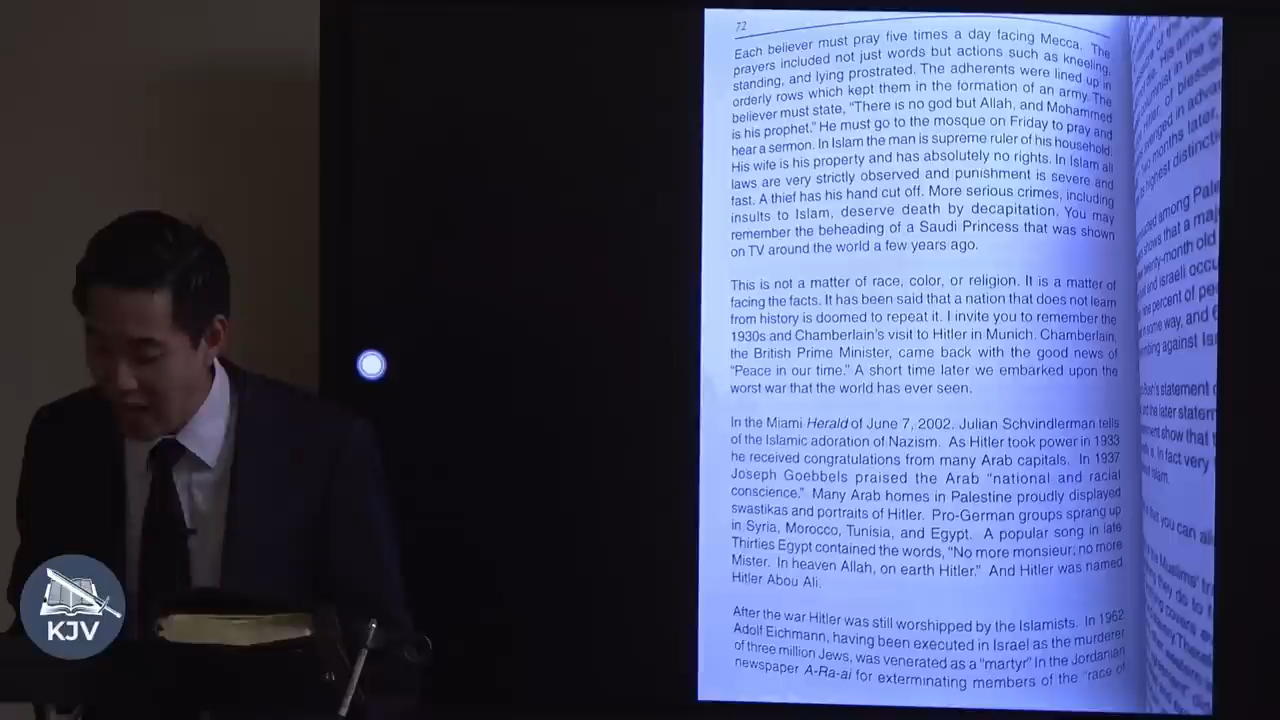 72
Each believer must pray five times a day facing Mecca. The
prayers included not just words but actions such as kneeling,
standing, and lying prostrated. The adherents were lined up in
orderly rows which kept them in the formation of an army. The
believer must state, "There is no god but Allah, and Mohammed
is his prophet." He must go to the mosque on Friday to pray and
hear a sermon. In Islam the man is supreme ruler of his household.
His wife is his property and has absolutely no rights. In Islam all
laws are very strictly observed and punishment is severe and
fast. A thief has his hand cut off. More serious crimes, including
insults to Islam, deserve death by decapitation. You may
remember the beheading of a Saudi Princess that was shown
on TV around the world a few years ago.
This is not a matter of race, color, or religion. It is a matter of
facing the facts. It has been said that a nation that does not learn
from history is doomed to repeat it. I invite you to remember the
1930s and Chamberlain's visit to Hitler in Munich. Chamberlain,
the British Prime Minister, came back with the good news of
"Peace in our time." A short time later we embarked upon the
worst war that the world has ever seen.
In the Miami Herald of June 7, 2002, Julian Schvindlerman tells
of the Islamic adoration of Nazism. As Hitler took power in 1933
he received congratulations from many Arab capitals. In 1937
Joseph Goebbels praised the Arab "national and racial
conscience." Many Arab homes in Palestine proudly displayed
swastikas and portraits of Hitler. Pro-German groups sprang up
in Syria, Morocco, Tunisia, and Egypt. A popular song in late
Thirties Egypt contained the words, "No more monsieur, no more
Mister. In heaven Allah, on earth Hitler." And Hitler was named
Hitler Abou Ali.
After the war Hitler was still worshipped by the Islamists. In 1962
Adolf Eichmann, having been executed in Israel as the murderer
of three million Jews, was venerated as a "martyr" in the Jordanian
newspaper A-Ra-ai for exterminating members of the "race of
KJV